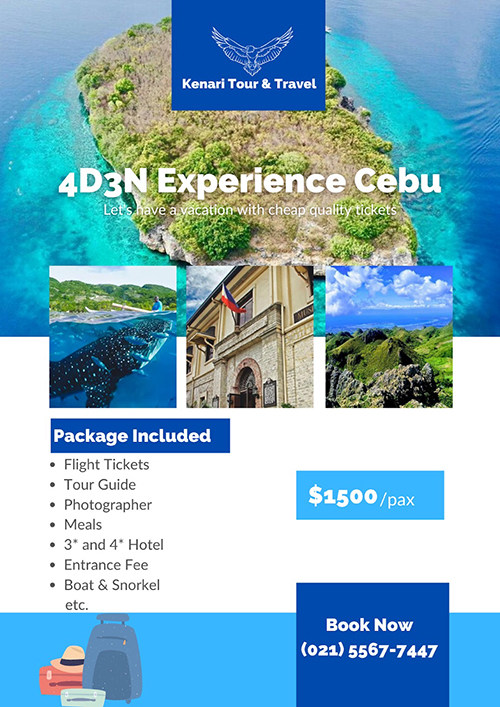 Kenari Tour & Travel
4D3N Experience Cebu
Let's have a vacation with cheap quality tickets
Package Included
• Flight Tickets
• Tour Guide
• Photographer
• Meals
• 3* and 4* Hotel
• Entrance Fee
• Boat & Snorkel
etc.
$1500/pax
Book Now
(021) 5567-7447